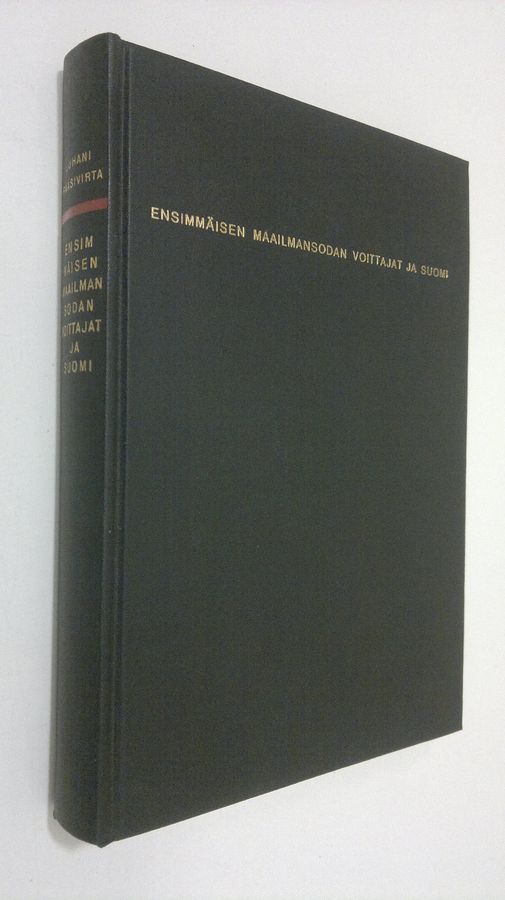 JUHANI
PAASIVIRTA
ENSIM
MÄISEN
MAAILMAN
SODAN
VOITTAJAT
JA
SUOMI
ENSIMMÄISEN MAAILMANSODAN VOITTAJAT JA SUOMI